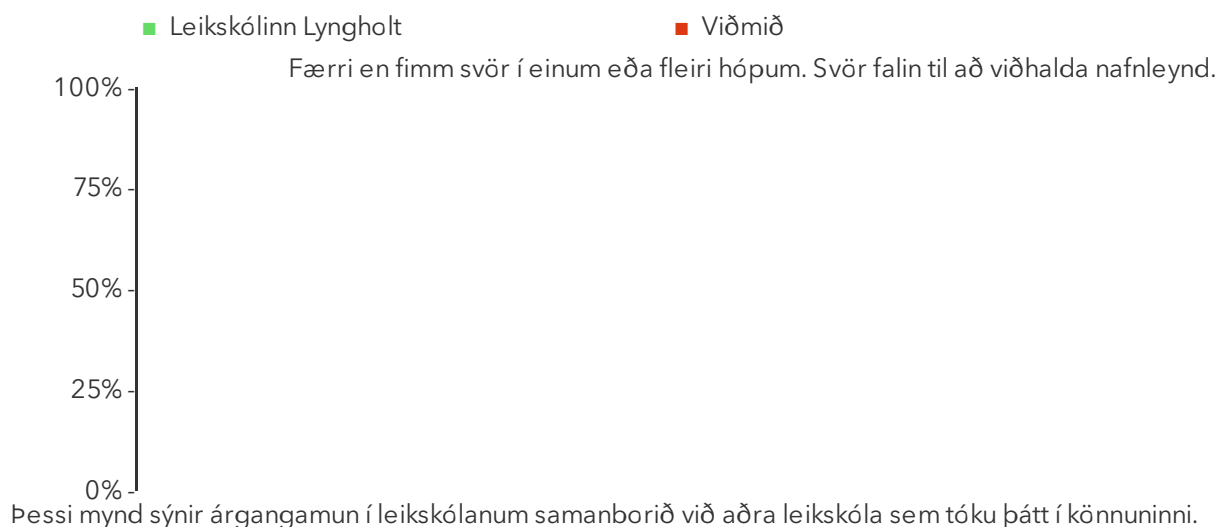 Leikskólinn Lyngholt
Viðmið
Færri en fimm svör í einum eða fleiri hópum. Svör falin til að viðhalda nafnleynd.
100%
75%
50%
25%
0%
Þessi mynd sýnir árgangamun í leikskólanum samanborið við aðra leikskóla sem tóku þátt í könnuninni.